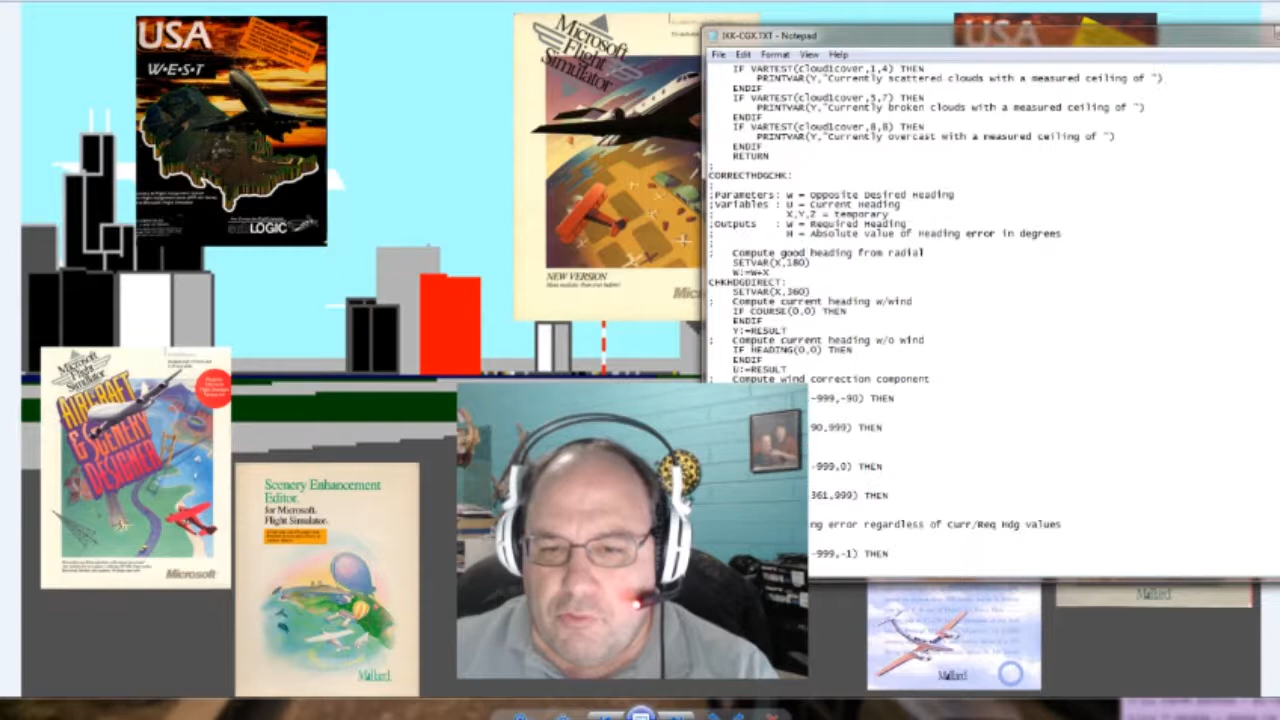 USA
W•E•S•T
subLOGIC
Microsoft
Flight
Simulator
NEW VERSION
USA
IKK-CGX.TXT - Notepad
File Edit Format View Help
IF VARTEST(cloud1cover,1,4) THEN
PRINTVAR(Y,"Currently scattered clouds with a measured ceiling of ")
ENDIF
IF VARTEST(cloud1cover,5,7) THEN
PRINTVAR(Y,"Currently broken clouds with a measured ceiling of ")
ENDIF
IF VARTEST(cloud1cover,8,8) THEN
PRINTVAR(Y,"Currently overcast with a measured ceiling of ")
ENDIF
RETURN
;
CORRECTHDGCHK:
;
;Parameters: W = Opposite Desired Heading
;Variables : U = Current Heading
; X,Y,Z = temporary
;Outputs : W = Required Heading
; H = Absolute value of Heading error in degrees
;
; Compute good heading from radial
SETVAR(X,180)
W:=W+X
CHKHDGDIRECT:
SETVAR(X,360)
; Compute current heading w/wind
IF COURSE(0,0) THEN
ENDIF
Y:=RESULT
; Compute current heading w/o wind
IF HEADING(0,0) THEN
ENDIF
U:=RESULT
; Compute wind correction component
-999,-90) THEN
90,999) THEN
-999,0) THEN
361,999) THEN
ng error regardless of Curr/Req Hdg values
-999,-1) THEN
Microsoft
Flight
Simulator
AIRCRAFT
& SCENERY
DESIGNER
Microsoft
Scenery Enhancement
Editor.
for Microsoft.
Flight Simulator.
Mallard
Mallard
Mallard